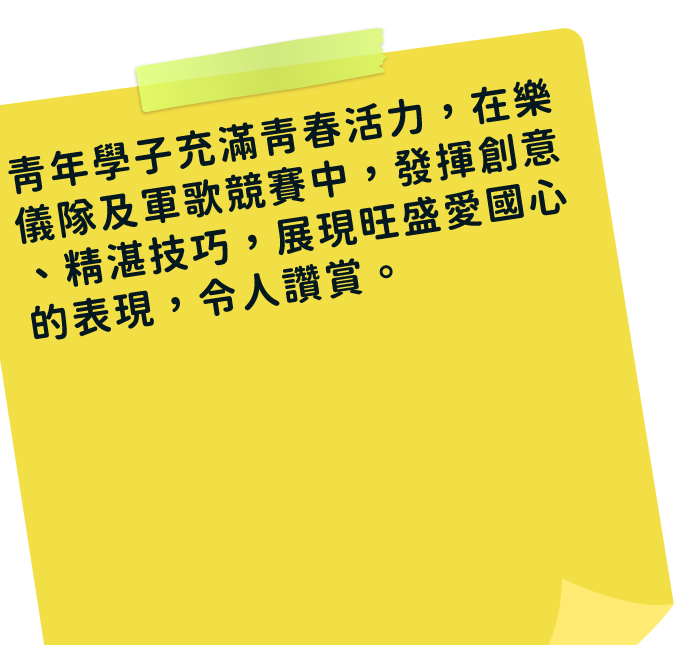 青年學子充滿青春活力，在樂
儀隊及軍歌競賽中，發揮創意
、精湛技巧，展現旺盛愛國心
的表現，令人讚賞。